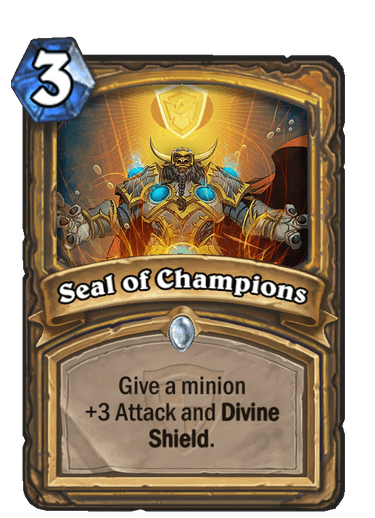 3
Seal of Champions
Give a minion
+3 Attack and Divine
Shield.